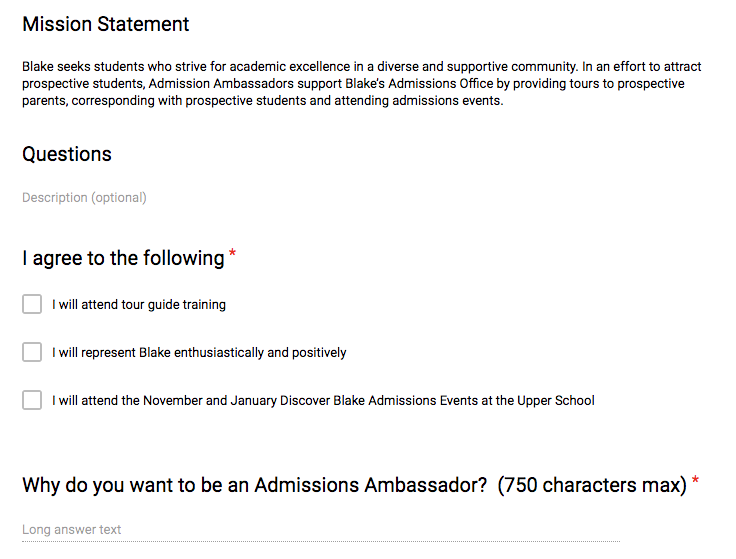 Mission Statement
Blake seeks students who strive for academic excellence in a diverse and supportive community. In an effort to attract
prospective students, Admission Ambassadors support Blake's Admissions Office by providing tours to prospective
parents, corresponding with prospective students and attending admissions events.
Questions
Description (optional)
I agree to the following *
I will attend tour guide training
I will represent Blake enthusiastically and positively
I will attend the November and January Discover Blake Admissions Events at the Upper School
Why do you want to be an Admissions Ambassador?  (750 characters max) *
Long answer text